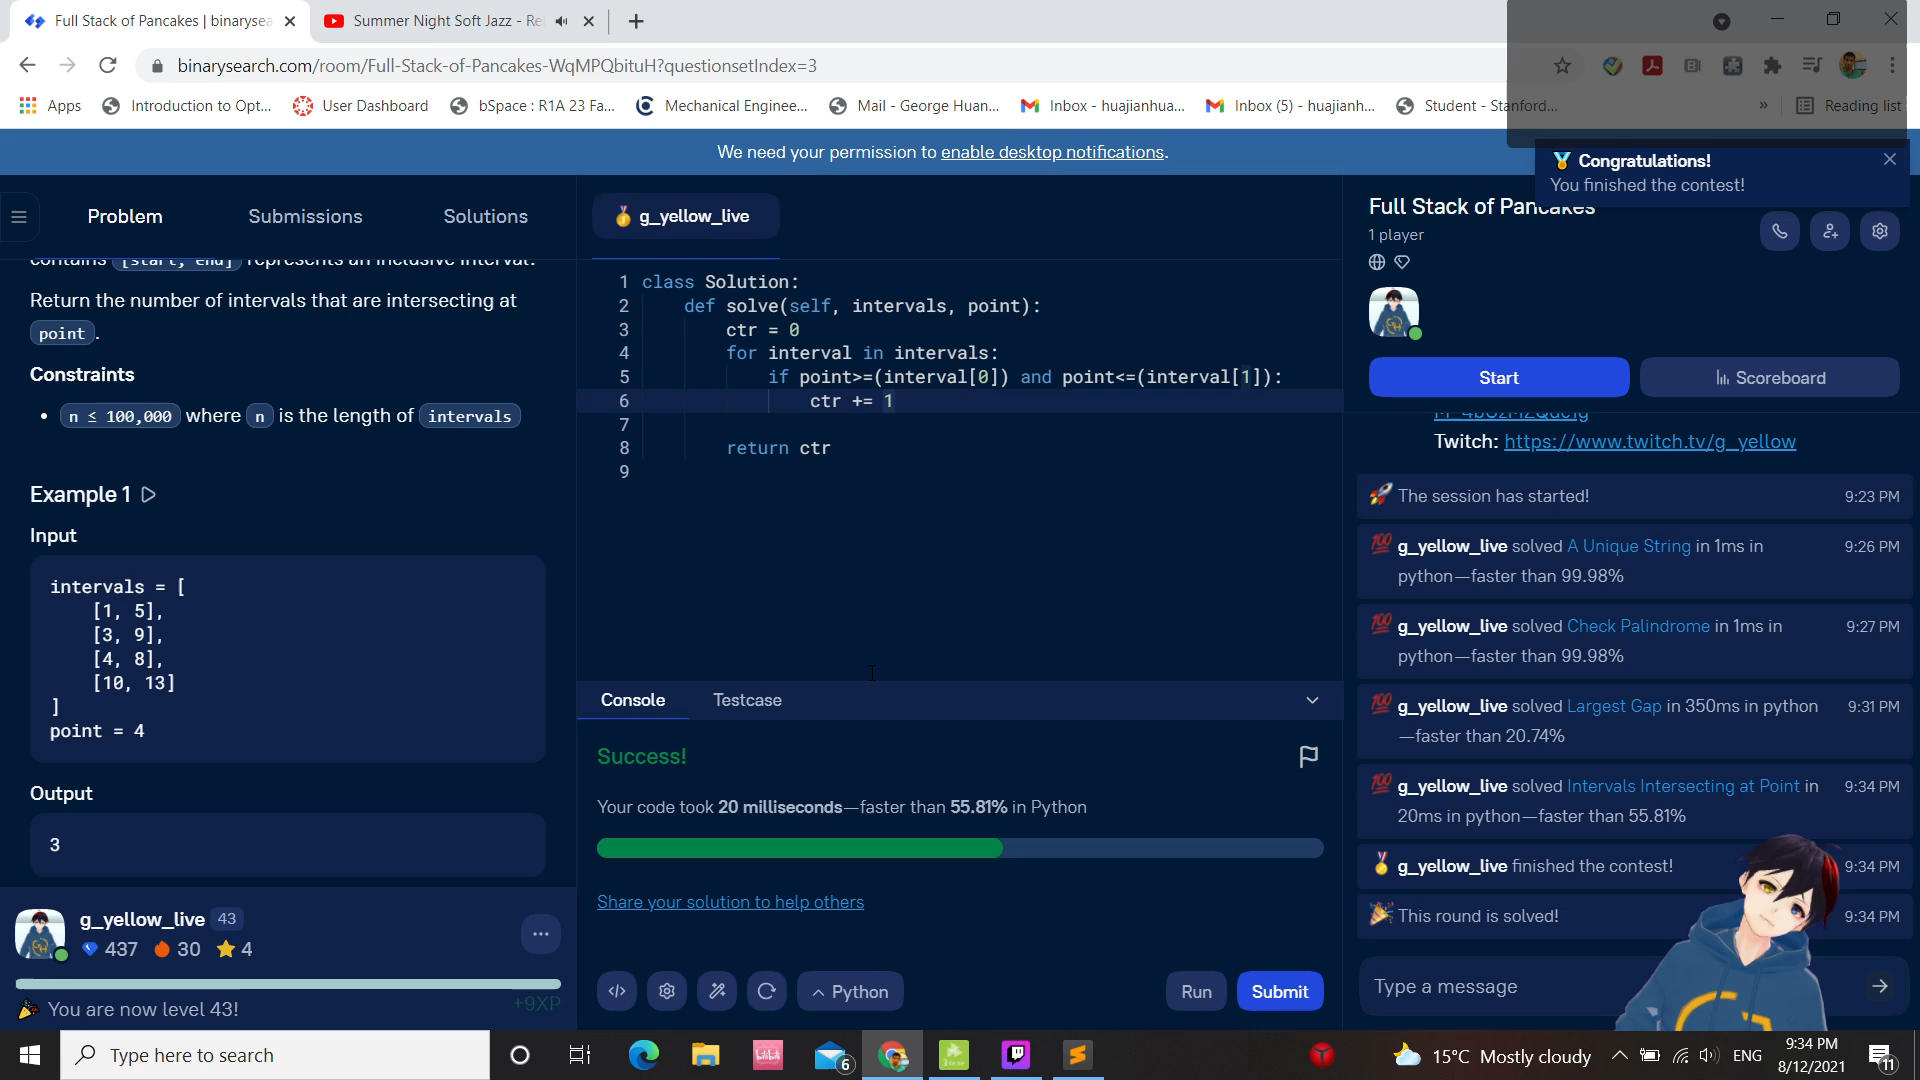 Full Stack of Pancakes | binarysea
Summer Night Soft Jazz - Re
binarysearch.com/room/Full-Stack-of-Pancakes-WqMPQbituH?questionsetIndex=3
Apps
Introduction to Opt...
User Dashboard
bSpace : R1A 23 Fa...
Mechanical Enginee...
Mail - George Huan...
Inbox - huajianhua...
Inbox (5) - huajianh...
Student - Stanford...
»
Reading list
We need your permission to enable desktop notifications.
Congratulations!
You finished the contest!
Problem
Submissions
Solutions
contains [start, end] represents an inclusive interval.
Return the number of intervals that are intersecting at
point.
Constraints
• n ≤ 100,000 where n is the length of intervals
Example 1
Input
intervals = [
[1, 5],
[3, 9],
[4, 8],
[10, 13]
]
point = 4
Output
3
g_yellow_live 43
437 30 4
+9XP
You are now level 43!
g_yellow_live
1 class Solution:
2 def solve(self, intervals, point):
3 ctr = 0
4 for interval in intervals:
5 if point>=(interval[0]) and point<=(interval[1]):
6 ctr += 1
7
8 return ctr
9
Console
Testcase
Success!
Your code took 20 milliseconds—faster than 55.81% in Python
Share your solution to help others
</>
Python
Run
Submit
Full Stack of Pancakes
1 player
Start
Scoreboard
Twitch: https://www.twitch.tv/g_yellow
The session has started! 9:23 PM
100 g_yellow_live solved A Unique String in 1ms in 9:26 PM
python—faster than 99.98%
100 g_yellow_live solved Check Palindrome in 1ms in 9:27 PM
python—faster than 99.98%
100 g_yellow_live solved Largest Gap in 350ms in python 9:31 PM
—faster than 20.74%
100 g_yellow_live solved Intervals Intersecting at Point in 9:34 PM
20ms in python—faster than 55.81%
g_yellow_live finished the contest! 9:34 PM
This round is solved! 9:34 PM
Type a message
Type here to search
6
15°C Mostly cloudy
ENG
9:34 PM
8/12/2021
11